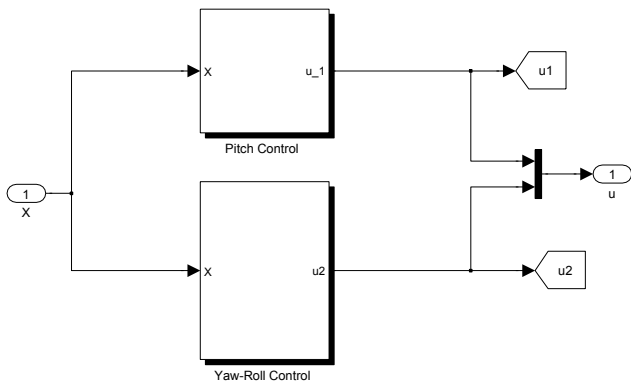 X
u_1
u1
Pitch Control
1
X
1
u
X
u2
u2
Yaw-Roll Control